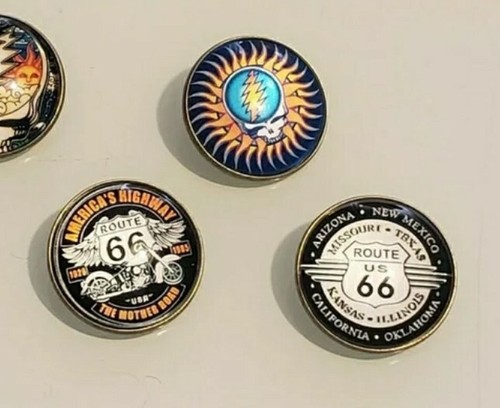 AMERICA'S HIGHWAY
ROUTE
66
1926 1985
"USA"
THE MOTHER ROAD
ARIZONA • NEW MEXICO
MISSOURI • TEXAS
ROUTE
US
66
KANSAS • ILLINOIS
CALIFORNIA • OKLAHOMA